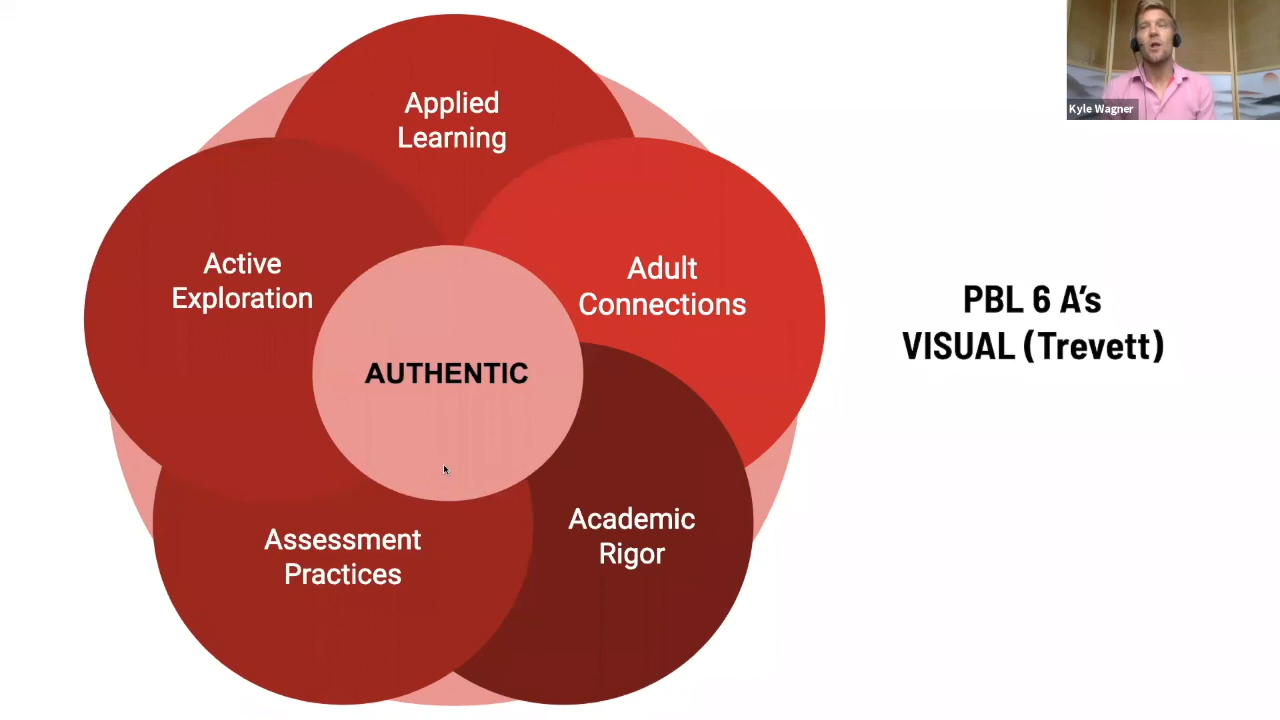 Applied
Learning
Active
Exploration
Adult
Connections
AUTHENTIC
Assessment
Practices
Academic
Rigor
PBL 6 A’s
VISUAL (Trevett)
Kyle Wagner